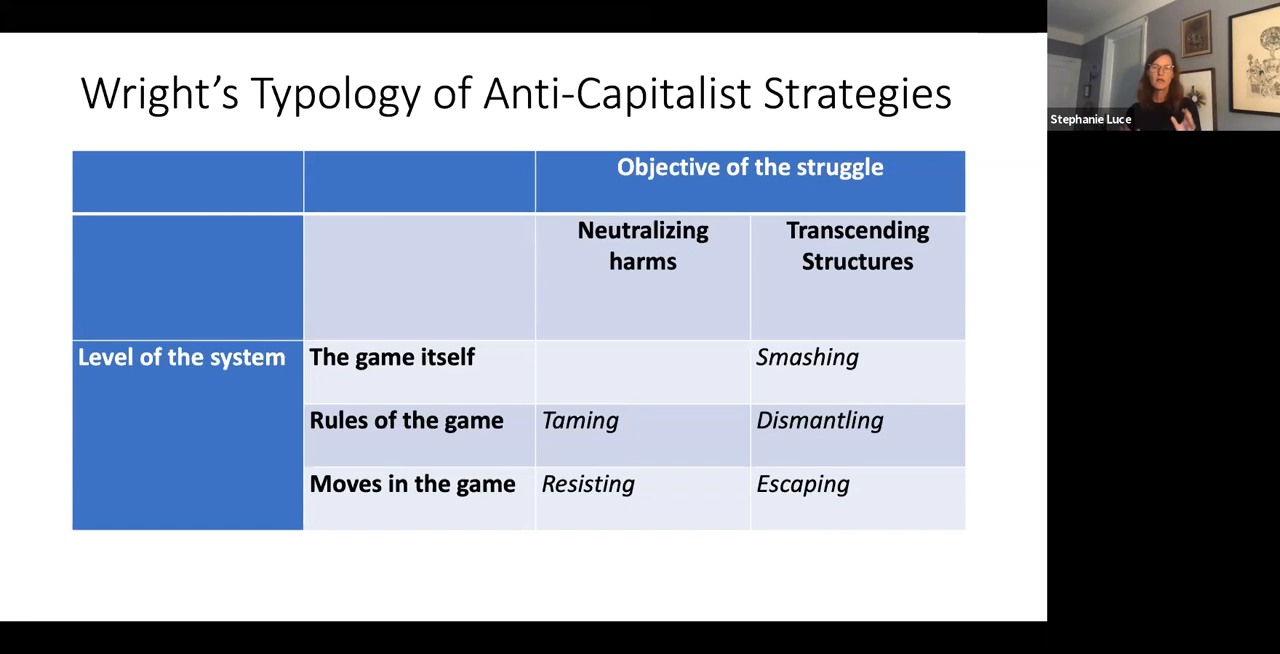 Wright's Typology of Anti-Capitalist Strategies
Stephanie Luce
Objective of the struggle
Neutralizing
harms
Transcending
Structures
Level of the system
The game itself
Smashing
Rules of the game
Taming
Dismantling
Moves in the game
Resisting
Escaping